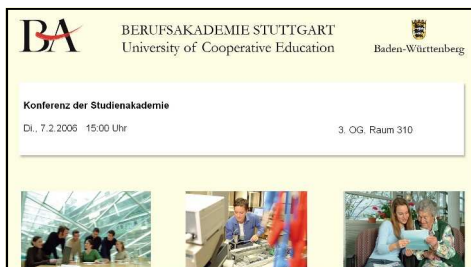 BA
BERUFSAKADEMIE STUTTGART
University of Cooperative Education
Baden-Württemberg
Konferenz der Studienakademie
Di., 7.2.2006 15:00 Uhr
3. OG, Raum 310